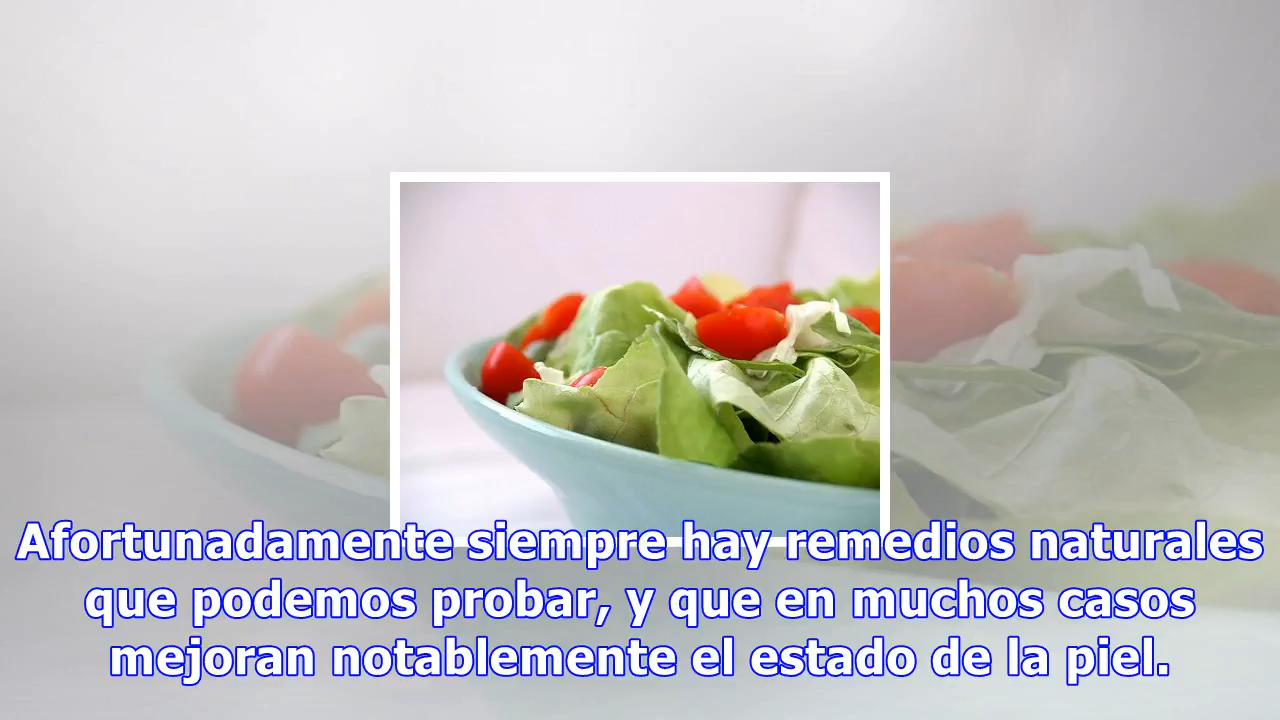 Afortunadamente siempre hay remedios naturales
que podemos probar, y que en muchos casos
mejoran notablemente el estado de la piel.